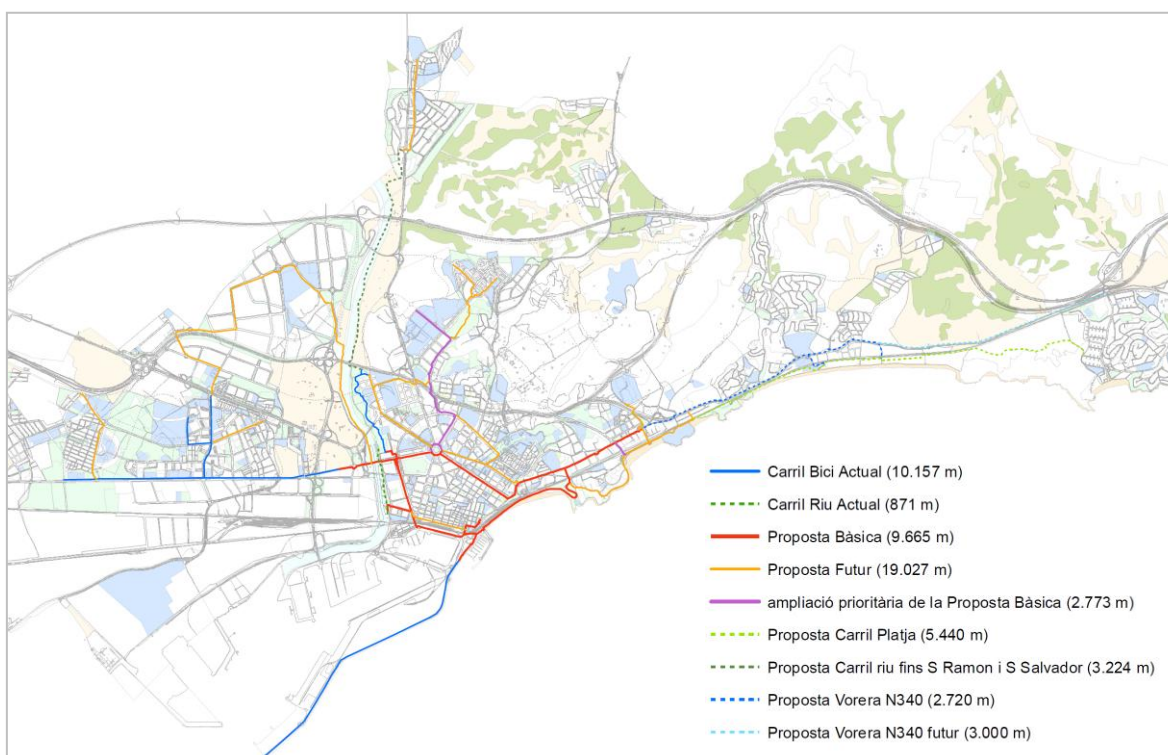 Carril Bici Actual (10.157 m)
Carril Riu Actual (871 m)
Proposta Bàsica (9.665 m)
Proposta Futur (19.027 m)
ampliació prioritària de la Proposta Bàsica (2.773 m)
Proposta Carril Platja (5.440 m)
Proposta Carril riu fins S Ramon i S Salvador (3.224 m)
Proposta Vorera N340 (2.720 m)
Proposta Vorera N340 futur (3.000 m)